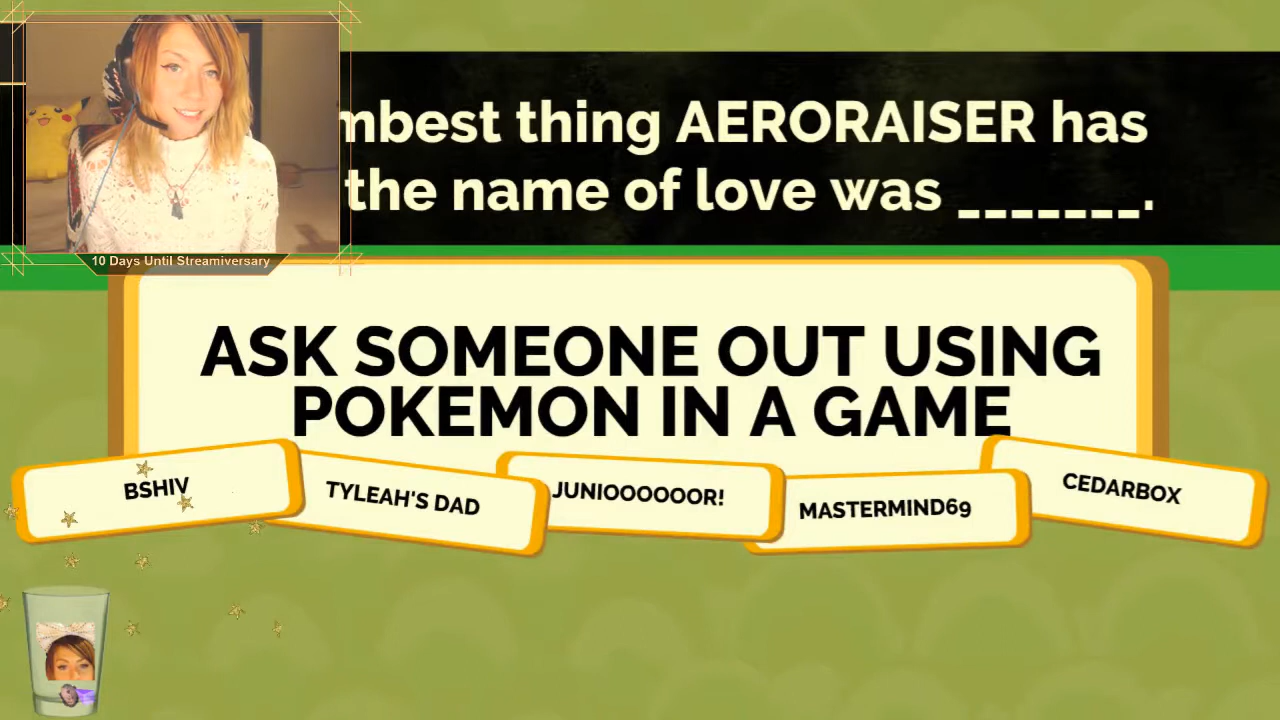 mbest thing AERORAISER has
the name of love was _______.
10 Days Until Streamiversary
ASK SOMEONE OUT USING
POKEMON IN A GAME
BSHIV
TYLEAH'S DAD
JUNIOOOOOOR!
MASTERMIND69
CEDARBOX